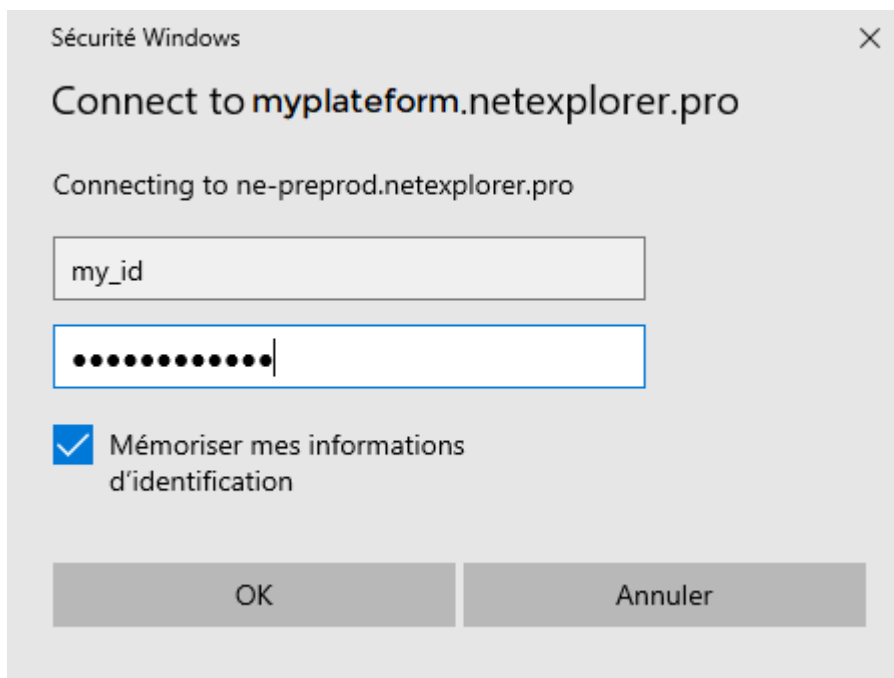 Sécurité Windows
Connect to myplateform.netexplorer.pro
Connecting to ne-preprod.netexplorer.pro
my_id
●●●●●●●●●●●●
Mémoriser mes informations
d’identification
OK
Annuler